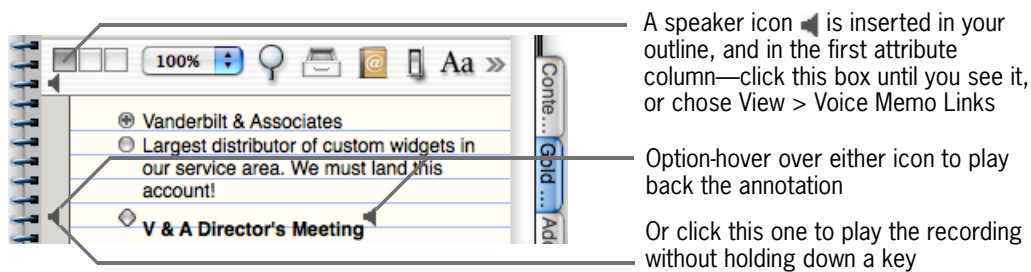 A speaker icon is inserted in your
outline, and in the first attribute
column—click this box until you see it,
or chose View > Voice Memo Links
100%
@
Aa »
Conte...
Gold ...
Vanderbilt & Associates
Largest distributor of custom widgets in
our service area. We must land this
account!
V & A Director's Meeting
Option-hover over either icon to play
back the annotation
Or click this one to play the recording
without holding down a key